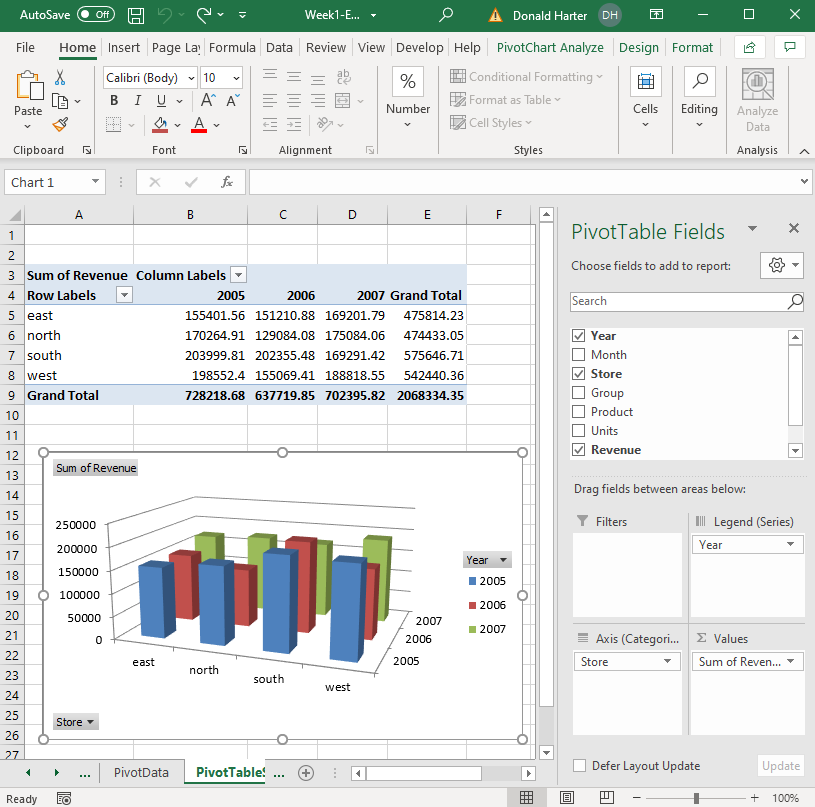 AutoSave Off Week1-E... Donald Harter DH
File Home Insert Page Lay Formula Data Review View Develop Help PivotChart Analyze Design Format
Paste
Calibri (Body) 10
B I U A A
A
ab
c
%
Number
Conditional Formatting
Format as Table
Cell Styles
Cells
Editing
Analyze
Data
Clipboard Font Alignment Styles Analysis
Chart 1 fx
A B C D E F
1
2
3 Sum of Revenue Column Labels
4 Row Labels 2005 2006 2007 Grand Total
5 east 155401.56 151210.88 169201.79 475814.23
6 north 170264.91 129084.08 175084.06 474433.05
7 south 203999.81 202355.48 169291.42 575646.71
8 west 198552.4 155069.41 188818.55 542440.36
9 Grand Total 728218.68 637719.85 702395.82 2068334.35
10
11
12
13
14
15
16
17
18
19
20
21
22
23
24
25
26
27
Sum of Revenue
250000
200000
150000
100000
50000
0
east
north
south
west
2007
2006
2005
Year
2005
2006
2007
Store
PivotTable Fields
Choose fields to add to report:
Search
Year
Month
Store
Group
Product
Units
Revenue
Drag fields between areas below:
Filters
Legend (Series)
Year
Axis (Categori...
Store
Σ Values
Sum of Reven...
Defer Layout Update Update
... PivotData PivotTableS ...
Ready 100%